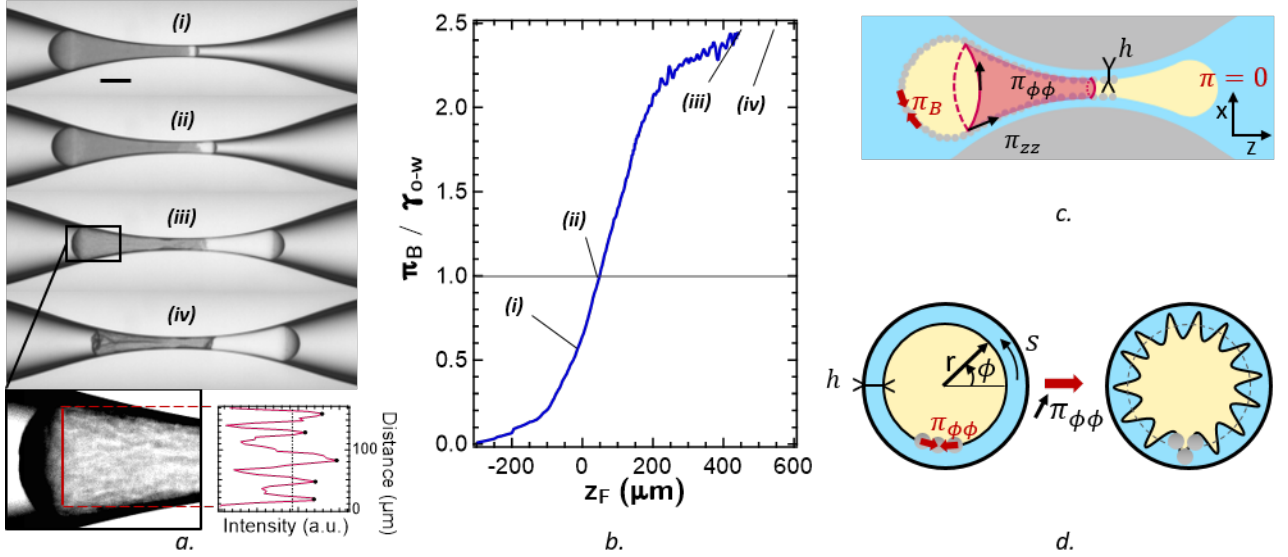 (i)
(ii)
(iii)
(iv)
100
0
Distance (μm)
Intensity (a.u.)
a.
π_B / γ_o-w
2.5
2.0
1.5
1.0
0.5
0.0
(i)
(ii)
(iii)
(iv)
-200
0
200
400
600
z_F (μm)
b.
h
π_B
π_ϕϕ
π_zz
π = 0
x
z
c.
h
r
ϕ
S
π_ϕϕ
π_ϕϕ
d.